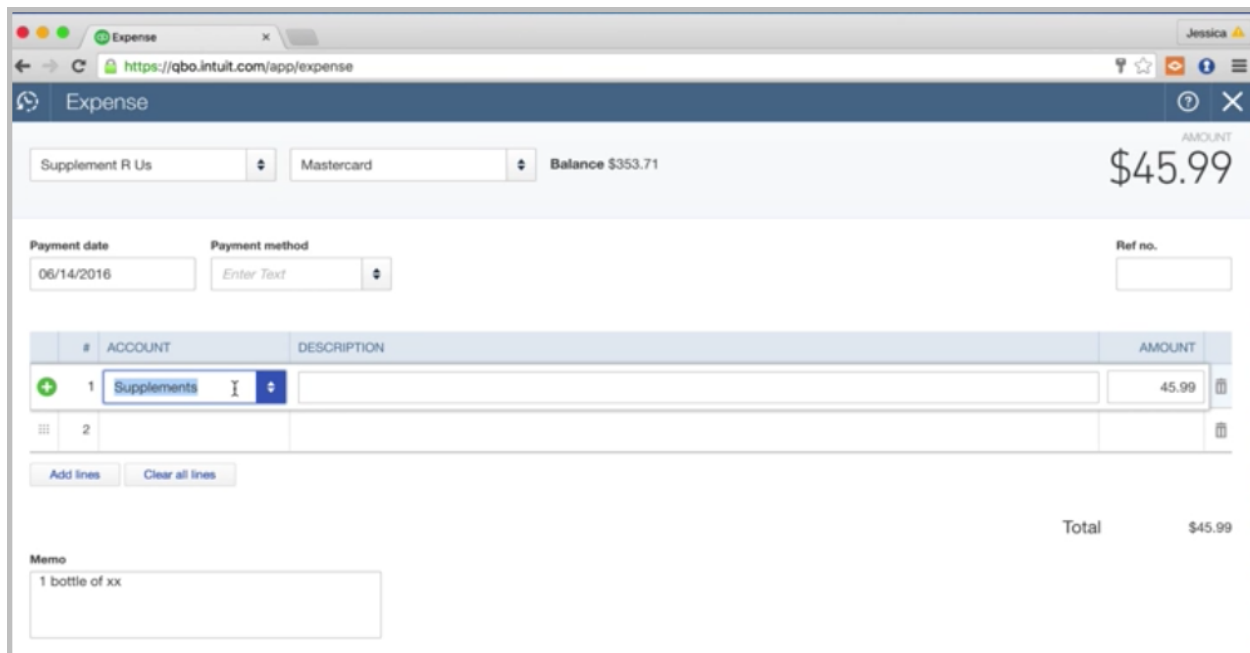 Expense
Jessica
https://qbo.intuit.com/app/expense
Expense
AMOUNT
$45.99
Supplement R Us Mastercard Balance $353.71
Payment date Payment method Ref no.
06/14/2016 Enter Text
# ACCOUNT DESCRIPTION AMOUNT
1 Supplements 45.99
2
Add lines Clear all lines
Total $45.99
Memo
1 bottle of xx